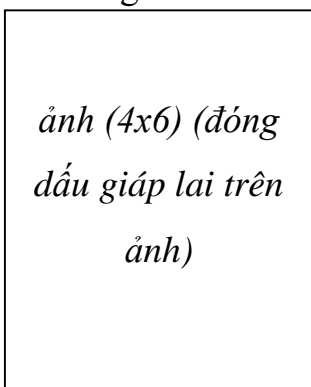 ảnh (4x6) (đóng
dấu giáp lai trên
ảnh)